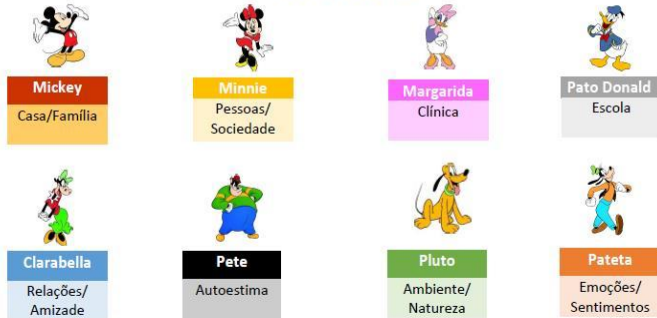 Mickey
Casa/Família
Minnie
Pessoas/
Sociedade
Margarida
Clínica
Pato Donald
Escola
Clarabella
Relações/
Amizade
Pete
Autoestima
Pluto
Ambiente/
Natureza
Pateta
Emoções/
Sentimentos